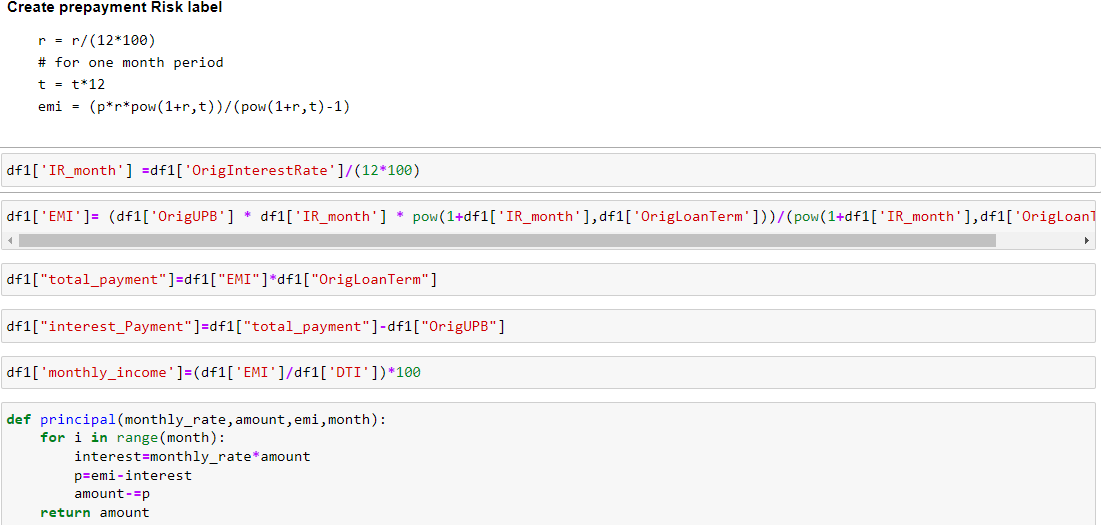 Create prepayment Risk label
r = r/(12*100)
# for one month period
t = t*12
emi = (p*r*pow(1+r,t))/(pow(1+r,t)-1)
df1['IR_month'] =df1['OrigInterestRate']/(12*100)
df1['EMI']= (df1['OrigUPB'] * df1['IR_month'] * pow(1+df1['IR_month'],df1['OrigLoanTerm']))/(pow(1+df1['IR_month'],df1['OrigLoanT
df1["total_payment"]=df1["EMI"]*df1["OrigLoanTerm"]
df1["interest_Payment"]=df1["total_payment"]-df1["OrigUPB"]
df1['monthly_income']=(df1['EMI']/df1['DTI'])*100
def principal(monthly_rate,amount,emi,month):
    for i in range(month):
        interest=monthly_rate*amount
        p=emi-interest
        amount-=p
    return amount